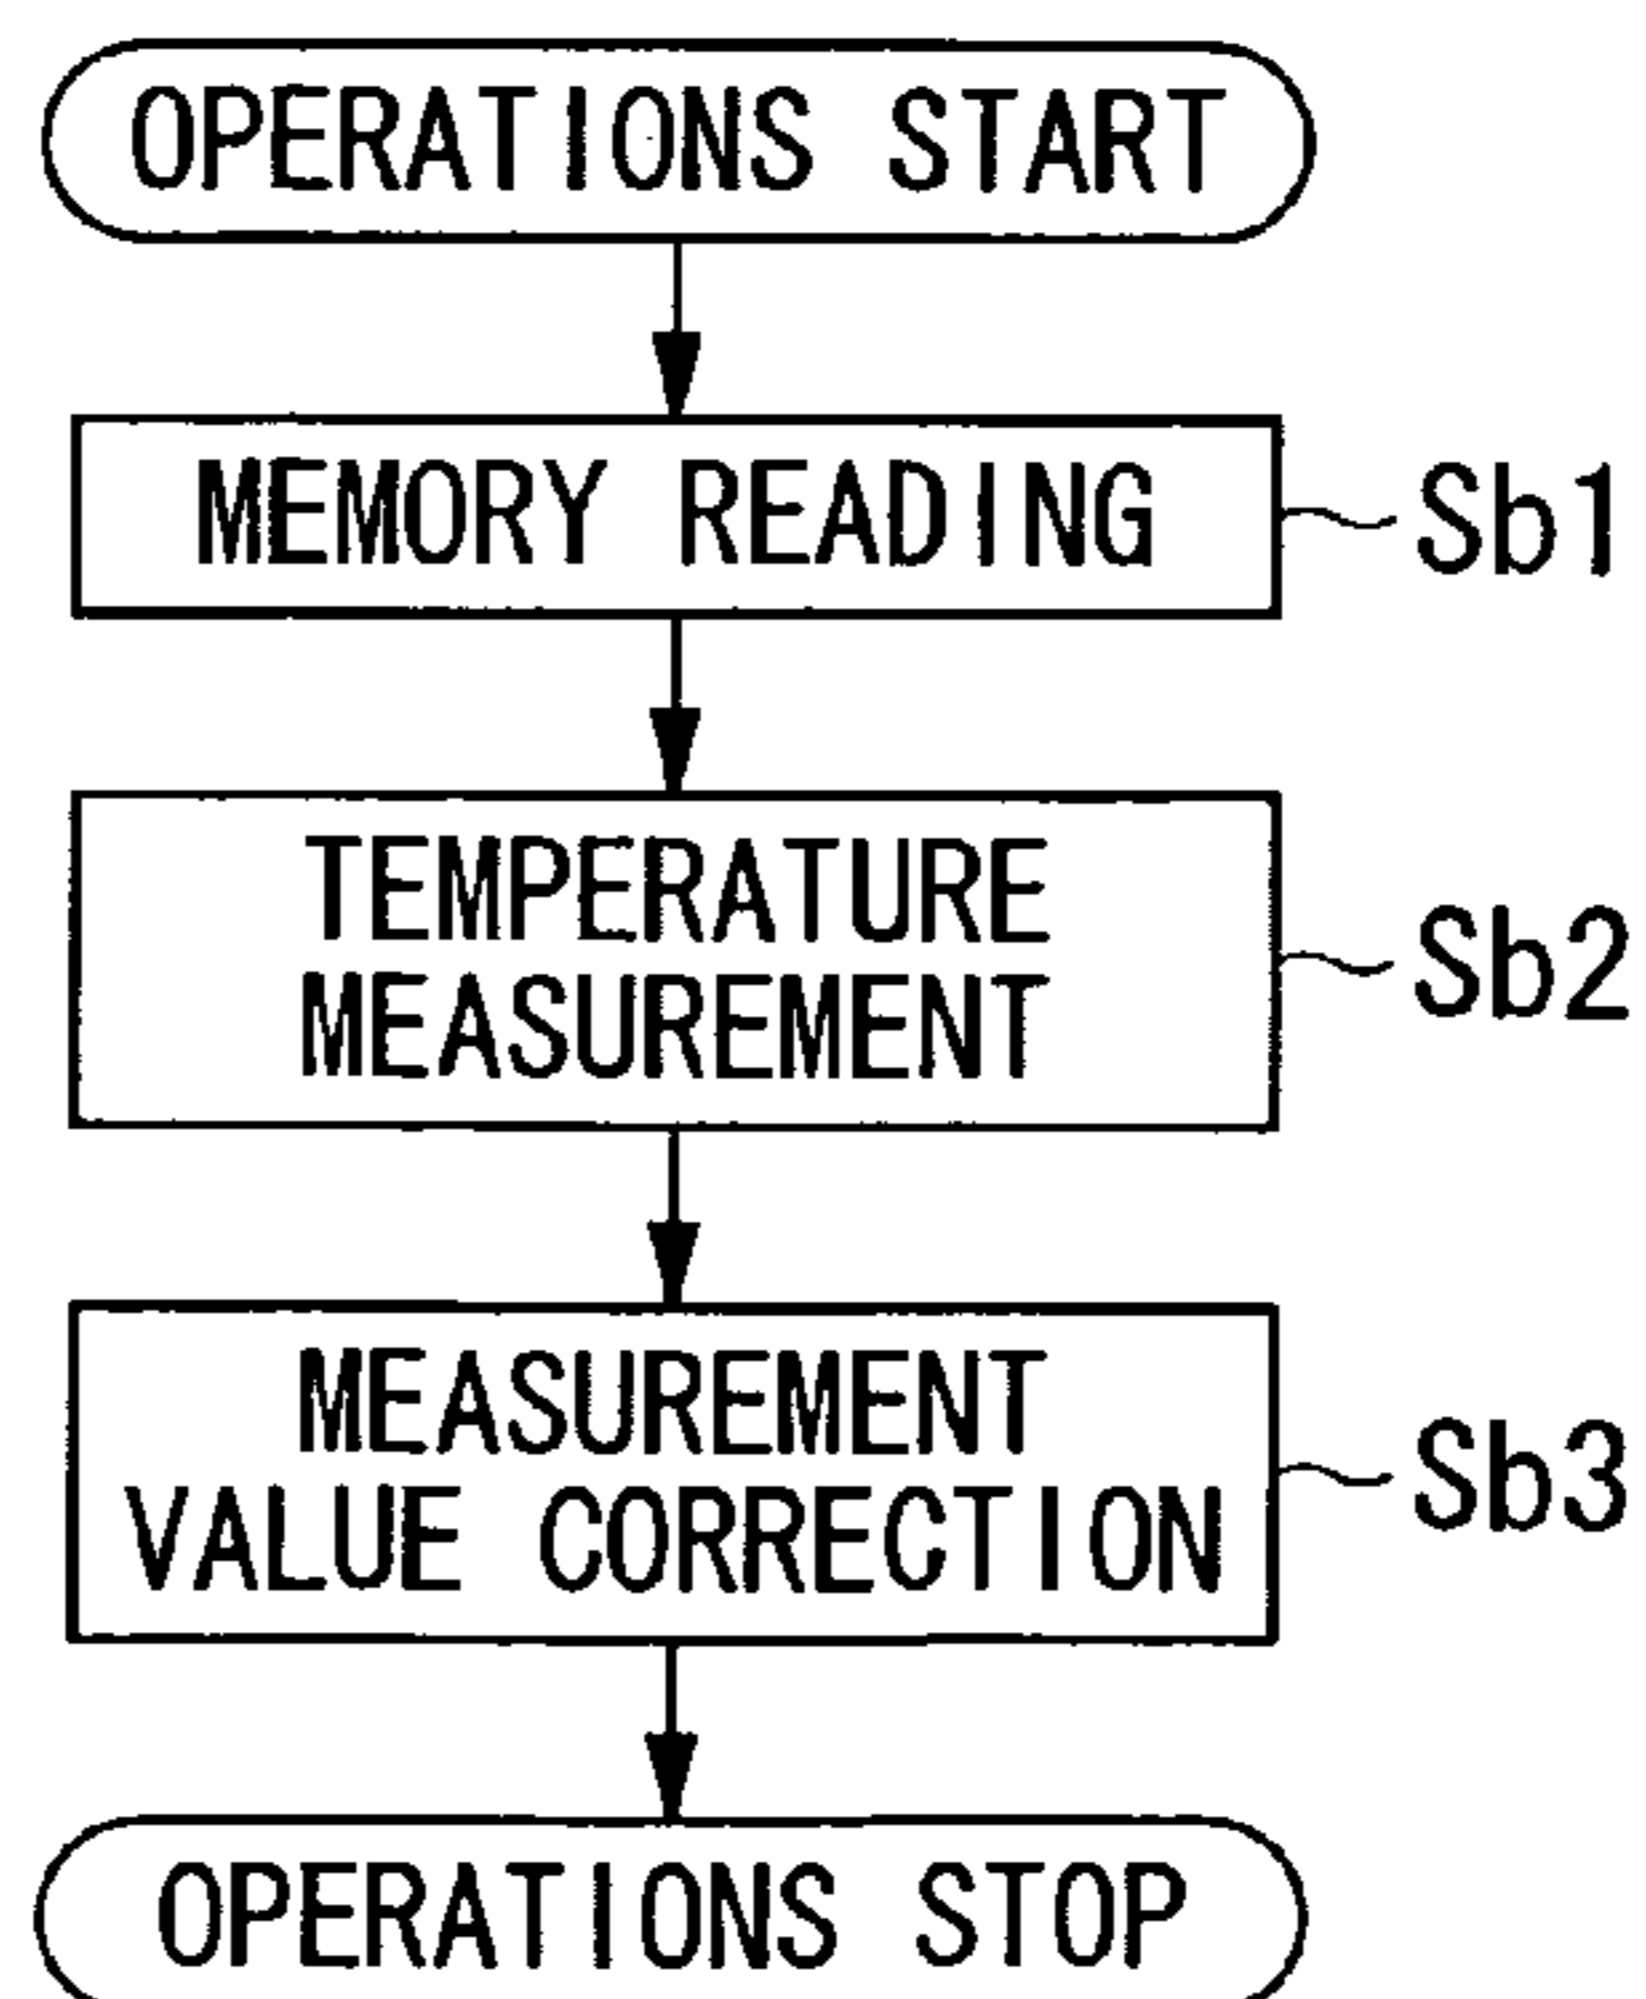 OPERATIONS START
MEMORY READING
Sb1
TEMPERATURE
MEASUREMENT
Sb2
MEASUREMENT
VALUE CORRECTION
Sb3
OPERATIONS STOP